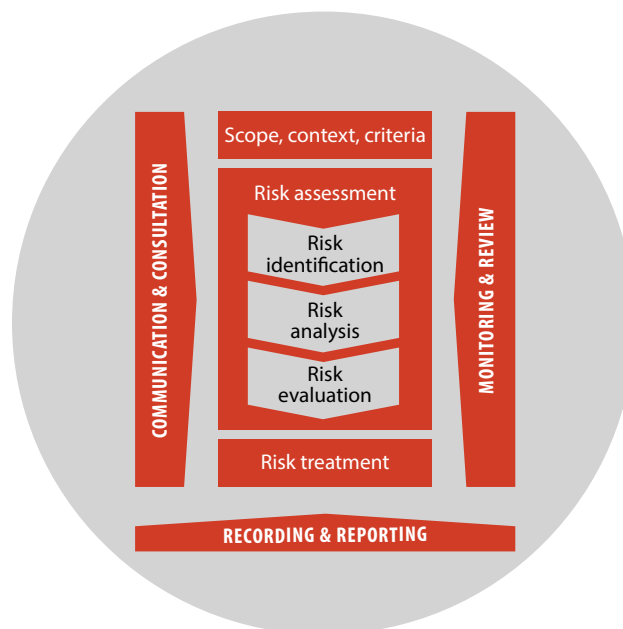 Scope, context, criteria
Risk assessment
Risk
identification
Risk
analysis
Risk
evaluation
Risk treatment
COMMUNICATION & CONSULTATION
MONITORING & REVIEW
RECORDING & REPORTING